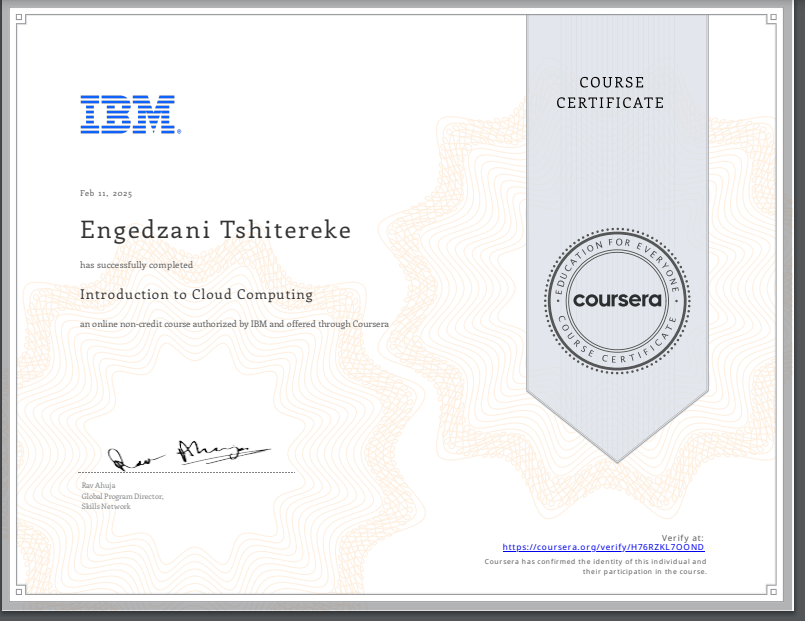 COURSE
CERTIFICATE
IBM®
Feb 11, 2025
Engedzani Tshitereke
has successfully completed
Introduction to Cloud Computing
an online non-credit course authorized by IBM and offered through Coursera
EDUCATION FOR EVERYONE
coursera
COURSE CERTIFICATE
Rav Ahuja
Rav Ahuja
Global Program Director,
Skills Network
Verify at:
https://coursera.org/verify/H76RZKL7OOND
Coursera has confirmed the identity of this individual and
their participation in the course.